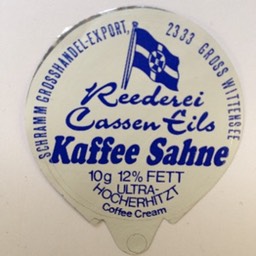 SCHRAMM GROSSHANDEL-EXPORT, 2333 GROSS WITTENSEE
Reederei
Cassen Eils
Kaffee Sahne
10g 12% FETT
ULTRA-
HOCHERHITZT
Coffee Cream